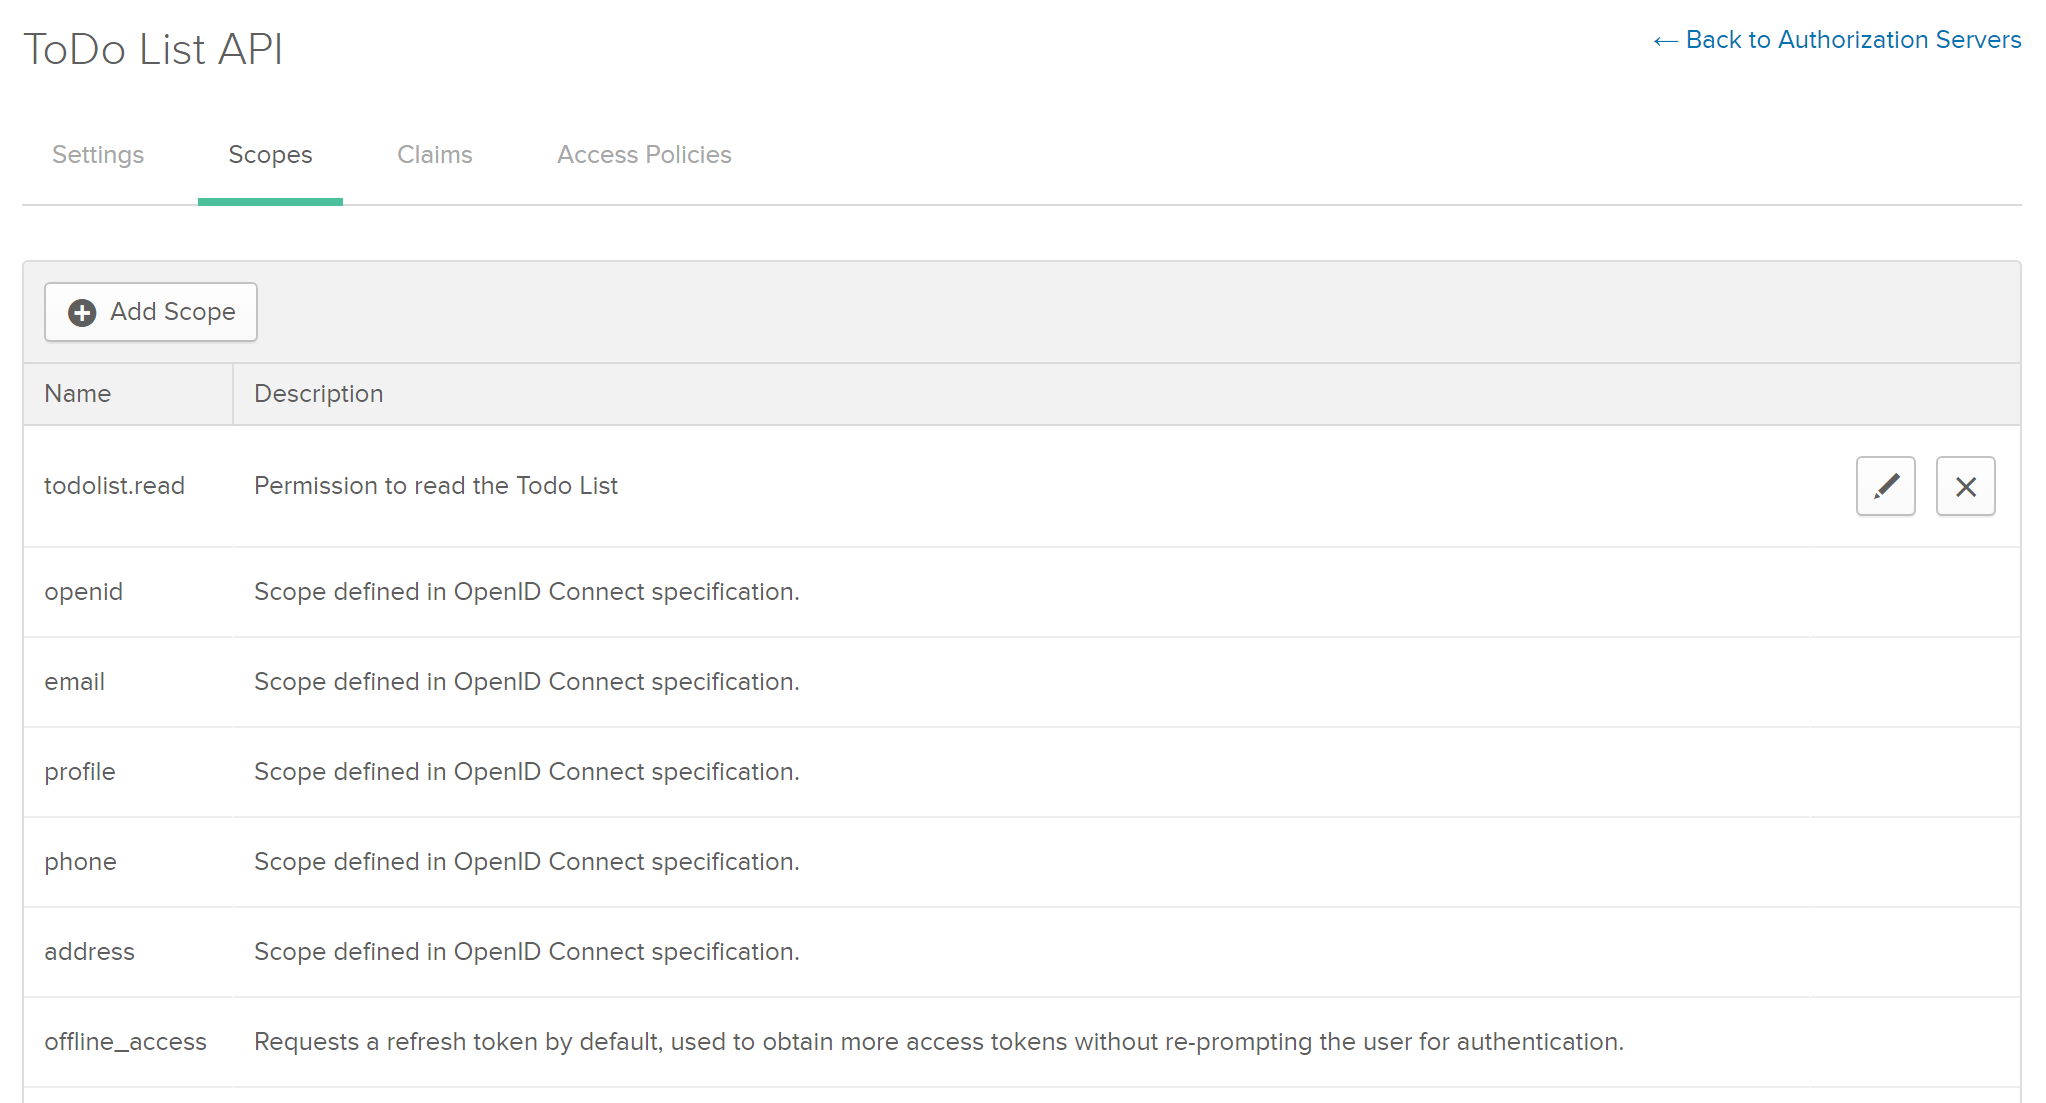 ToDo List API
← Back to Authorization Servers
Settings Scopes Claims Access Policies
Add Scope
Name Description
todolist.read Permission to read the Todo List
openid Scope defined in OpenID Connect specification.
email Scope defined in OpenID Connect specification.
profile Scope defined in OpenID Connect specification.
phone Scope defined in OpenID Connect specification.
address Scope defined in OpenID Connect specification.
offline_access Requests a refresh token by default, used to obtain more access tokens without re-prompting the user for authentication.